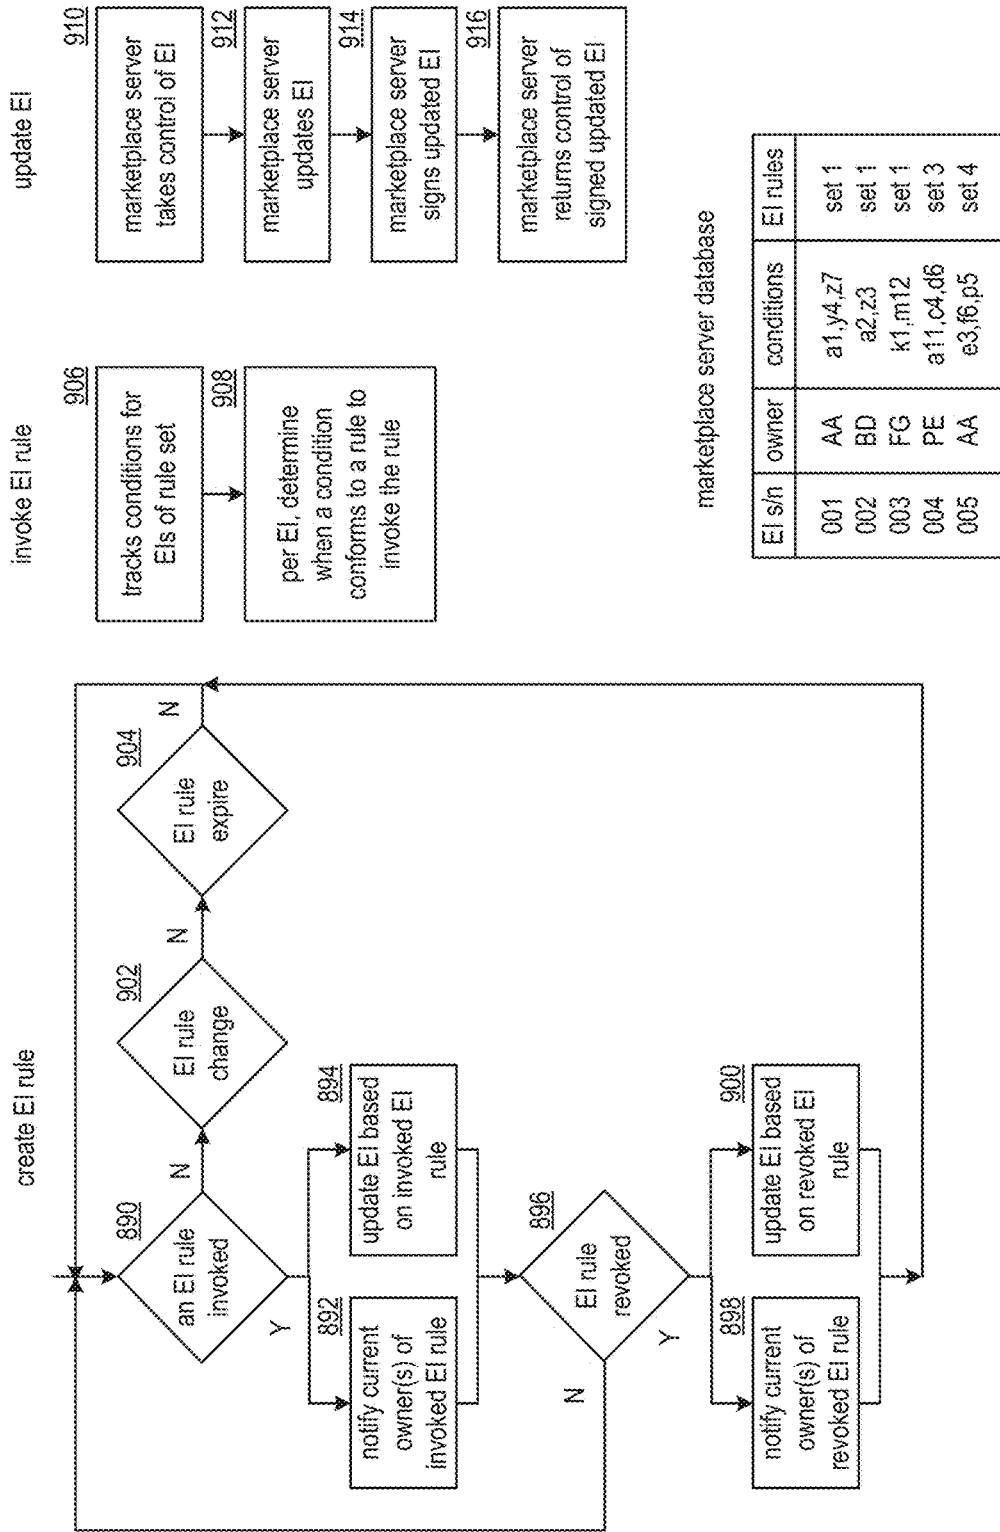 create EI rule
890
an EI rule
invoked
N
Y
902
EI rule
change
N
904
EI rule
expire
N
892
notify current
owner(s) of
invoked EI rule
894
update EI based
on invoked EI
rule
896
EI rule
revoked
N
Y
898
notify current
owner(s) of
revoked EI rule
900
update EI based
on revoked EI
rule
invoke EI rule
906
tracks conditions for
EIs of rule set
908
per EI, determine
when a condition
conforms to a rule to
invoke the rule
update EI
910
marketplace server
takes control of EI
912
marketplace server
updates EI
914
marketplace server
signs updated EI
916
marketplace server
returns control of
signed updated EI
marketplace server database
EI s/n owner conditions EI rules
001 AA a1,y4,z7 set 1
002 BD a2,z3 set 1
003 FG k1,m12 set 1
004 PE a11,c4,d6 set 3
005 AA e3,f6,p5 set 4